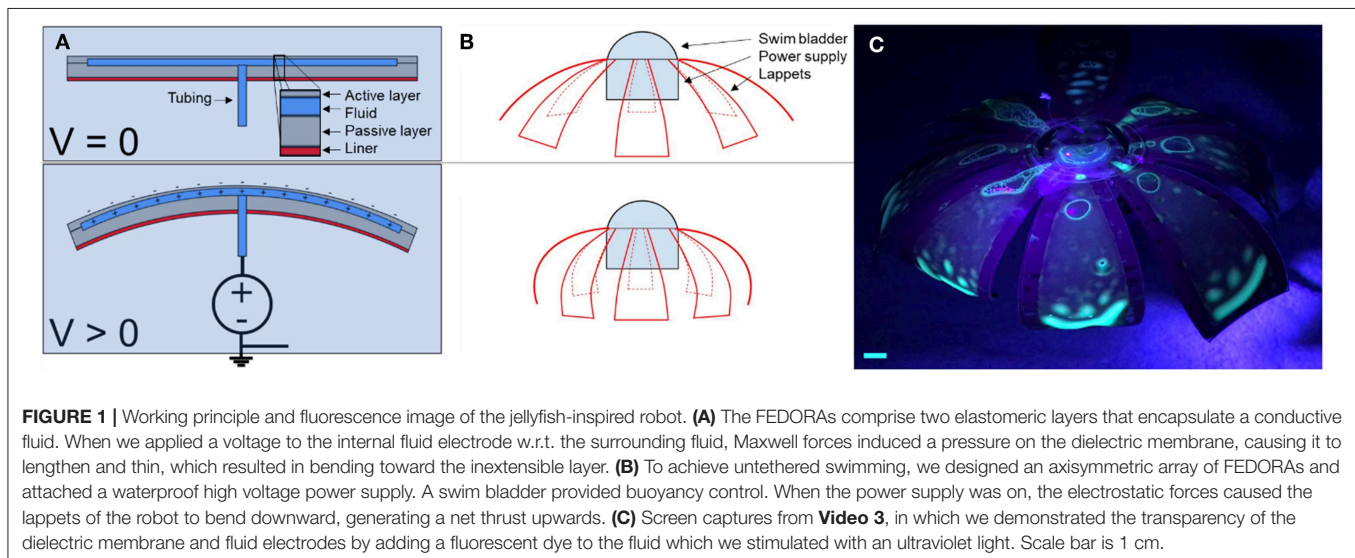 A
Tubing
Active layer
Fluid
Passive layer
Liner
V = 0
+
-
V > 0
B
Swim bladder
Power supply
Lappets
C
FIGURE 1 | Working principle and fluorescence image of the jellyfish-inspired robot. (A) The FEDORAs comprise two elastomeric layers that encapsulate a conductive
fluid. When we applied a voltage to the internal fluid electrode w.r.t. the surrounding fluid, Maxwell forces induced a pressure on the dielectric membrane, causing it to
lengthen and thin, which resulted in bending toward the inextensible layer. (B) To achieve untethered swimming, we designed an axisymmetric array of FEDORAs and
attached a waterproof high voltage power supply. A swim bladder provided buoyancy control. When the power supply was on, the electrostatic forces caused the
lappets of the robot to bend downward, generating a net thrust upwards. (C) Screen captures from Video 3, in which we demonstrated the transparency of the
dielectric membrane and fluid electrodes by adding a fluorescent dye to the fluid which we stimulated with an ultraviolet light. Scale bar is 1 cm.